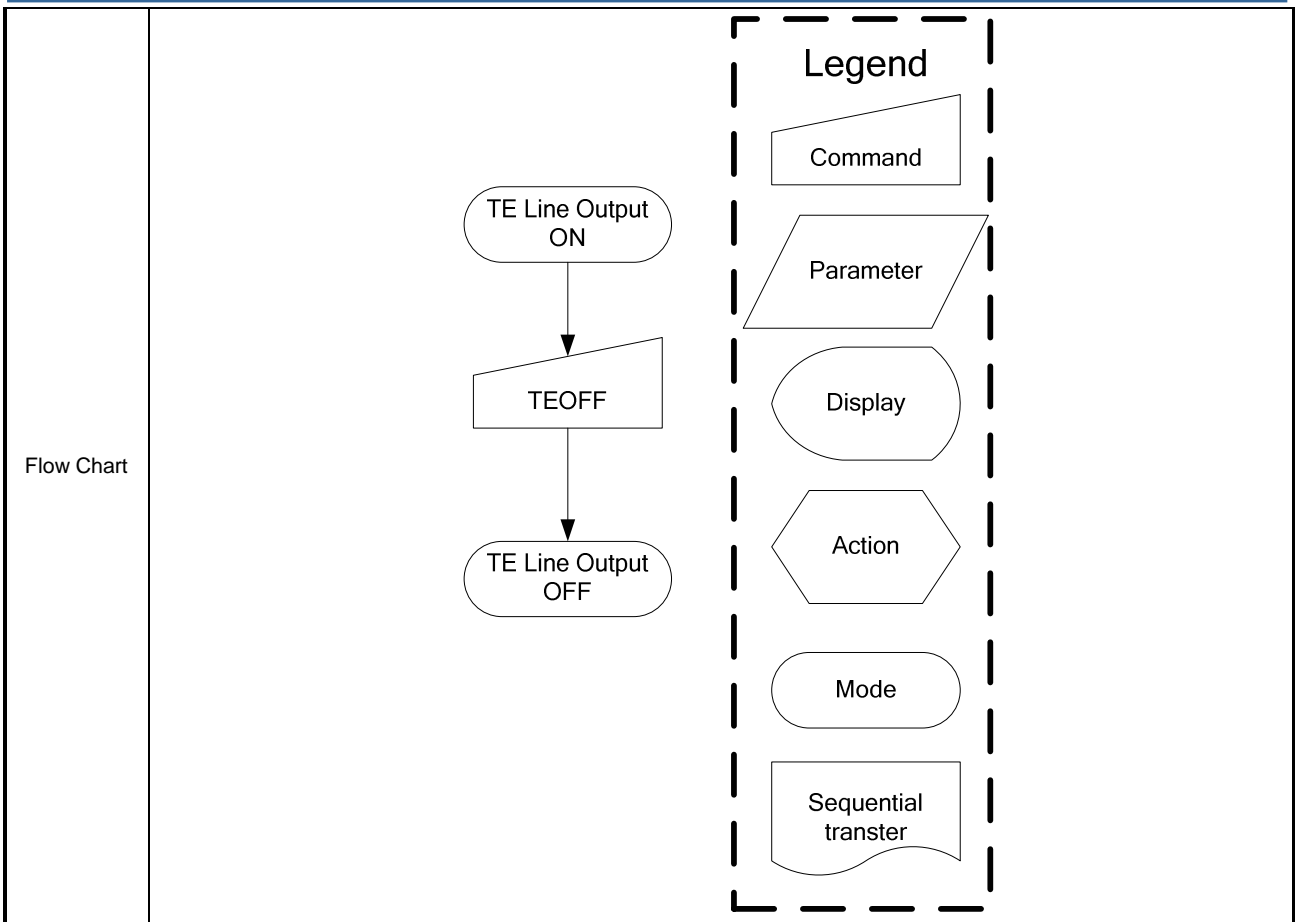 Flow Chart
TE Line Output
ON
TEOFF
TE Line Output
OFF
Legend
Command
Parameter
Display
Action
Mode
Sequential
transter